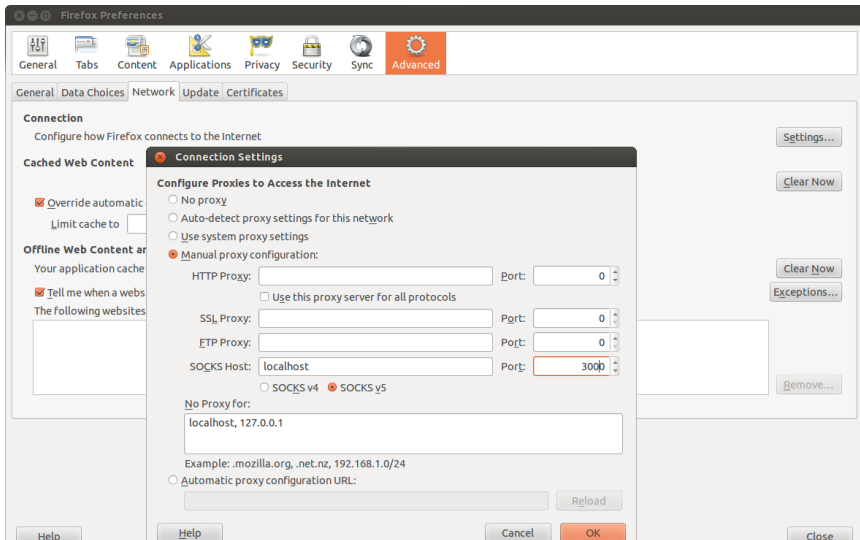 Firefox Preferences
General Tabs Content Applications Privacy Security Sync Advanced
General Data Choices Network Update Certificates
Connection
Configure how Firefox connects to the Internet
Settings...
Cached Web Content
Clear Now
Override automatic
Limit cache to
Offline Web Content an
Your application cache
Clear Now
Tell me when a webs
Exceptions...
The following websites
Remove...
Help
Close
Connection Settings
Configure Proxies to Access the Internet
No proxy
Auto-detect proxy settings for this network
Use system proxy settings
Manual proxy configuration:
HTTP Proxy: Port: 0
Use this proxy server for all protocols
SSL Proxy: Port: 0
FTP Proxy: Port: 0
SOCKS Host: localhost Port: 3000
SOCKS v4 SOCKS v5
No Proxy for:
localhost, 127.0.0.1
Example: .mozilla.org, .net.nz, 192.168.1.0/24
Automatic proxy configuration URL:
Reload
Help Cancel OK